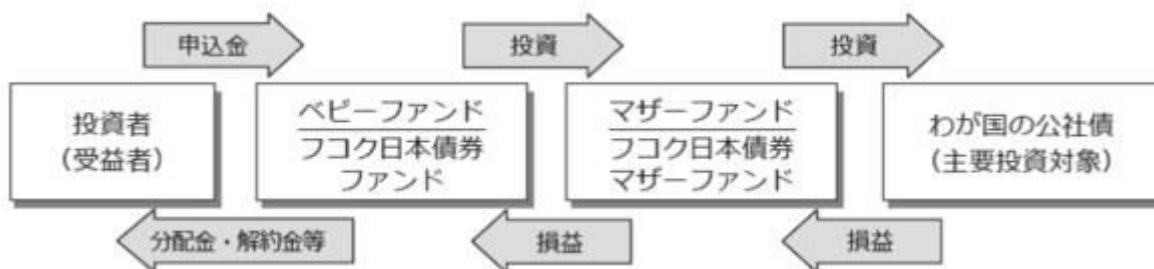 申込金
投資
投資
投資者
（受益者）
ベビーファンド
フコク日本債券
ファンド
マザーファンド
フコク日本債券
マザーファンド
わが国の公社債
（主要投資対象）
分配金・解約金等
損益
損益